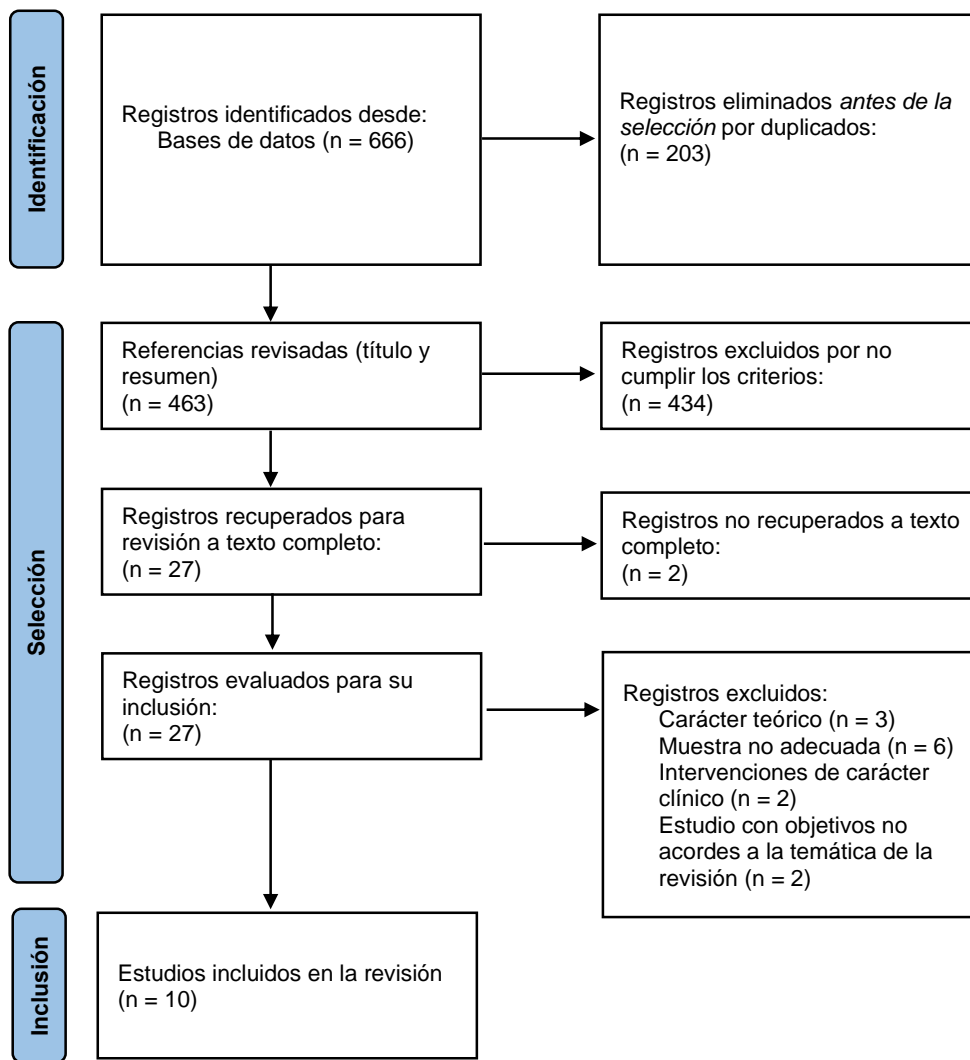 Identificación
Registros identificados desde:
Bases de datos (n = 666)
Registros eliminados antes de la
selección por duplicados:
(n = 203)
Selección
Referencias revisadas (título y
resumen)
(n = 463)
Registros excluidos por no
cumplir los criterios:
(n = 434)
Registros recuperados para
revisión a texto completo:
(n = 27)
Registros no recuperados a texto
completo:
(n = 2)
Registros evaluados para su
inclusión:
(n = 27)
Registros excluidos:
Carácter teórico (n = 3)
Muestra no adecuada (n = 6)
Intervenciones de carácter
clínico (n = 2)
Estudio con objetivos no
acordes a la temática de la
revisión (n = 2)
Inclusión
Estudios incluidos en la revisión
(n = 10)